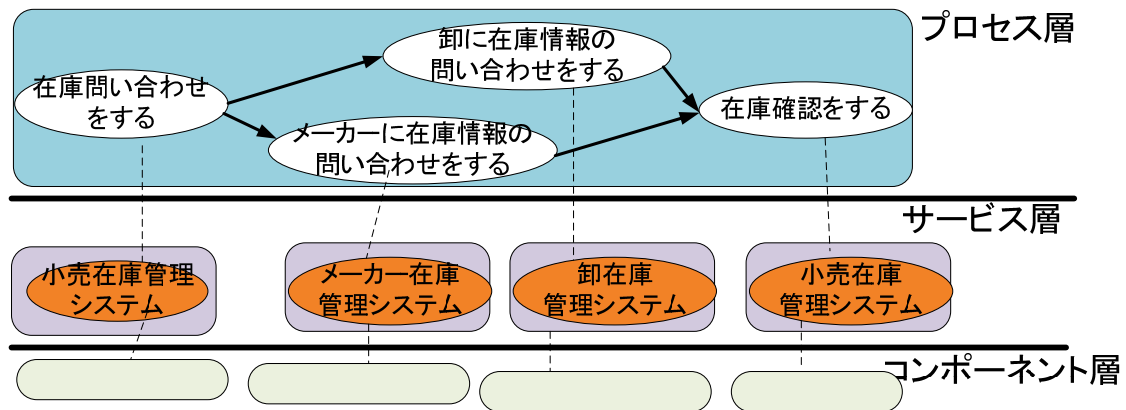 プロセス層
卸に在庫情報の
問い合わせをする
在庫問い合わせ
をする
在庫確認をする
メーカーに在庫情報の
問い合わせをする
サービス層
小売在庫管理
システム
メーカー在庫
管理システム
卸在庫
管理システム
小売在庫
管理システム
コンポーネント層